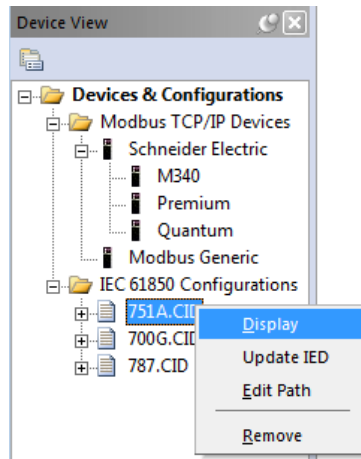 Device View
Devices & Configurations
Modbus TCP/IP Devices
Schneider Electric
M340
Premium
Quantum
Modbus Generic
IEC 61850 Configurations
751A.CID
Display
700G.CID
Update IED
787.CID
Edit Path
Remove